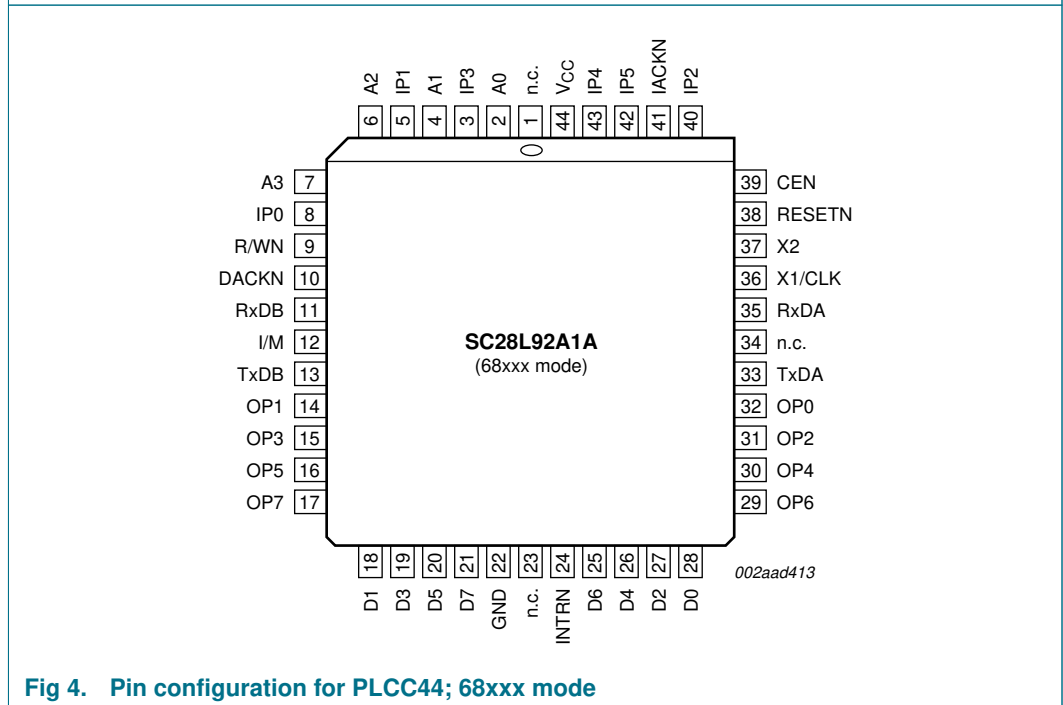 A2 IP1 A1 IP3 A0 n.c. VCC IP4 IP5 IACKN IP2
6 5 4 3 2 1 44 43 42 41 40
A3 7
IP0 8
R/WN 9
DACKN 10
RxDB 11
I/M 12
TxDB 13
OP1 14
OP3 15
OP5 16
OP7 17
SC28L92A1A
(68xxx mode)
39 CEN
38 RESETN
37 X2
36 X1/CLK
35 RxDA
34 n.c.
33 TxDA
32 OP0
31 OP2
30 OP4
29 OP6
18 19 20 21 22 23 24 25 26 27 28
D1 D3 D5 D7 GND n.c. INTRN D6 D4 D2 D0
002aad413
Fig 4. Pin configuration for PLCC44; 68xxx mode